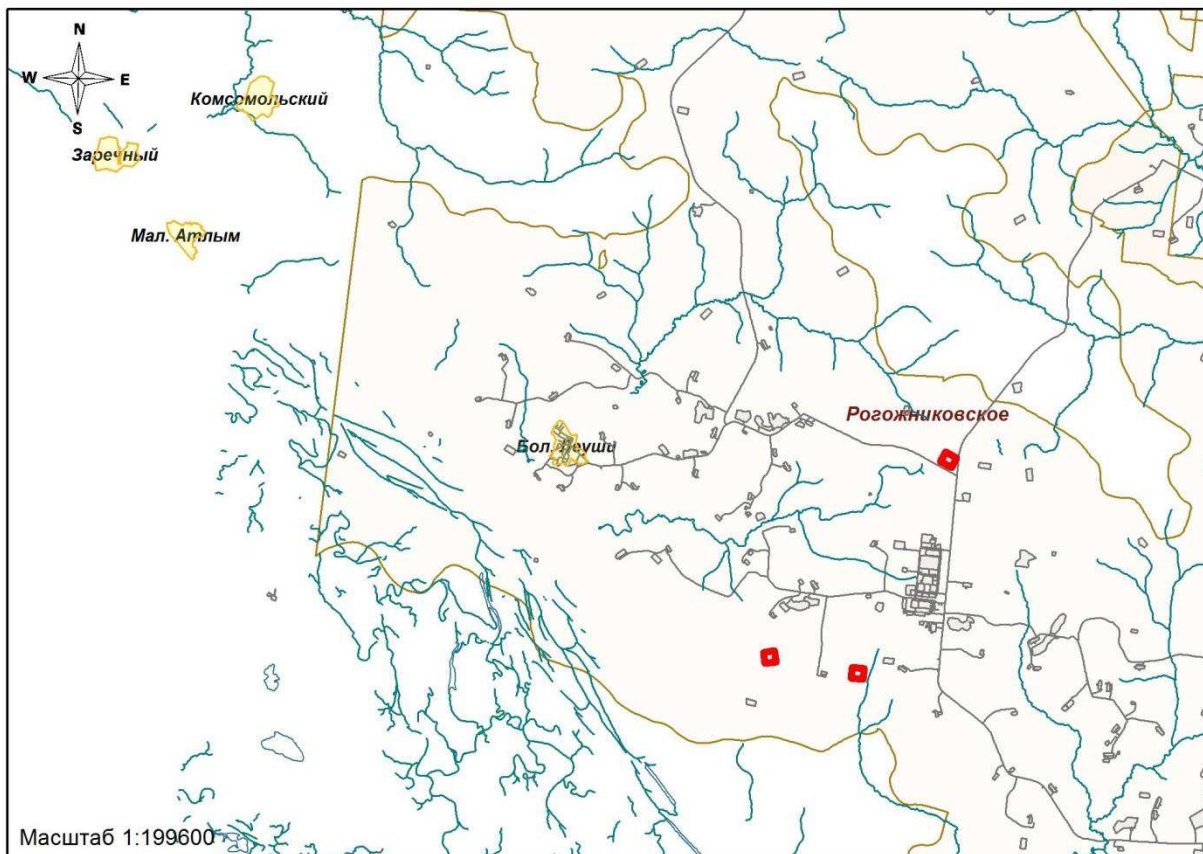 N
W E
S
Комсомольский
Заречный
Мал. Атлым
Рогожниковское
Бол.
Масштаб 1:199600